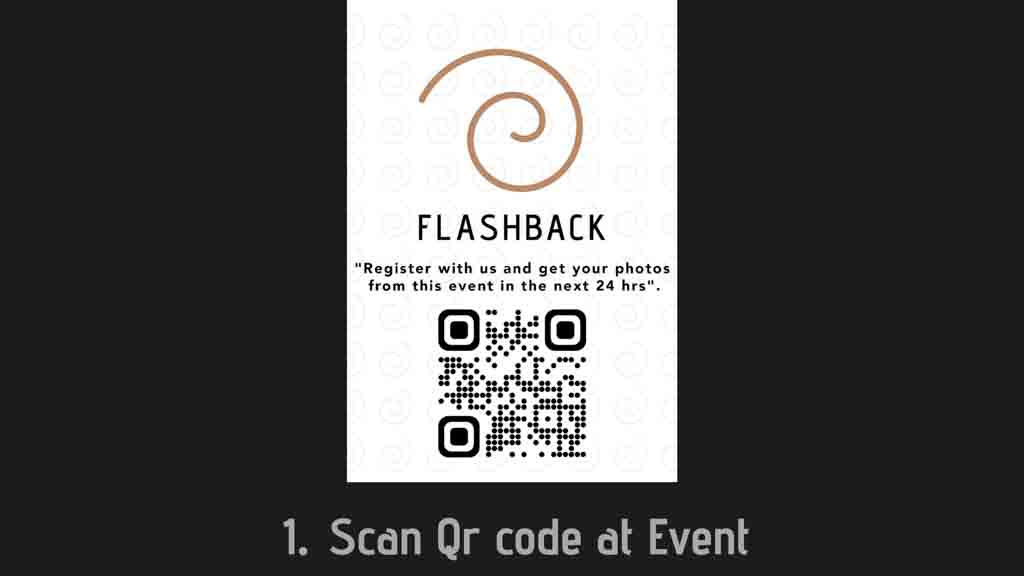 FLASHBACK
"Register with us and get your photos
from this event in the next 24 hrs".
1. Scan Qr code at Event